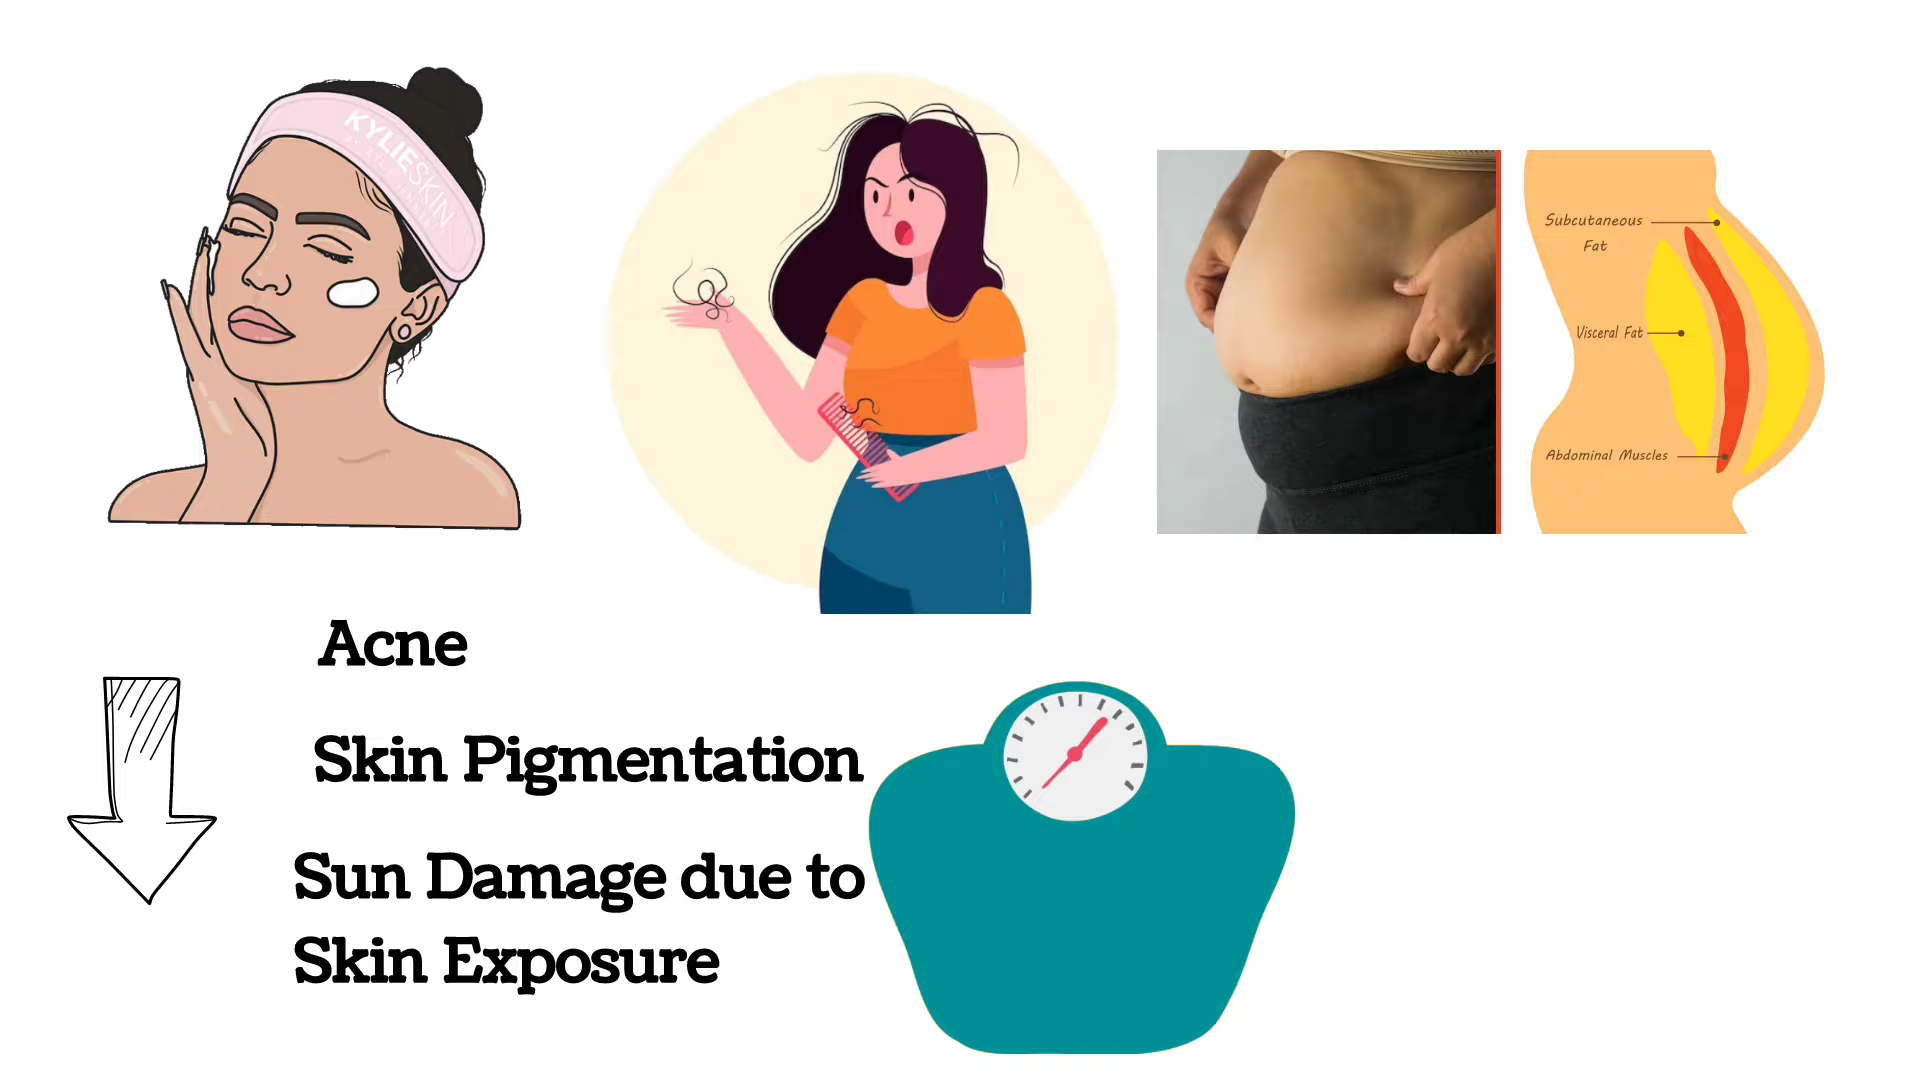 KYLIESKIN
Subcutaneous
Fat
Visceral Fat
Abdominal Muscles
Acne
Skin Pigmentation
Sun Damage due to
Skin Exposure